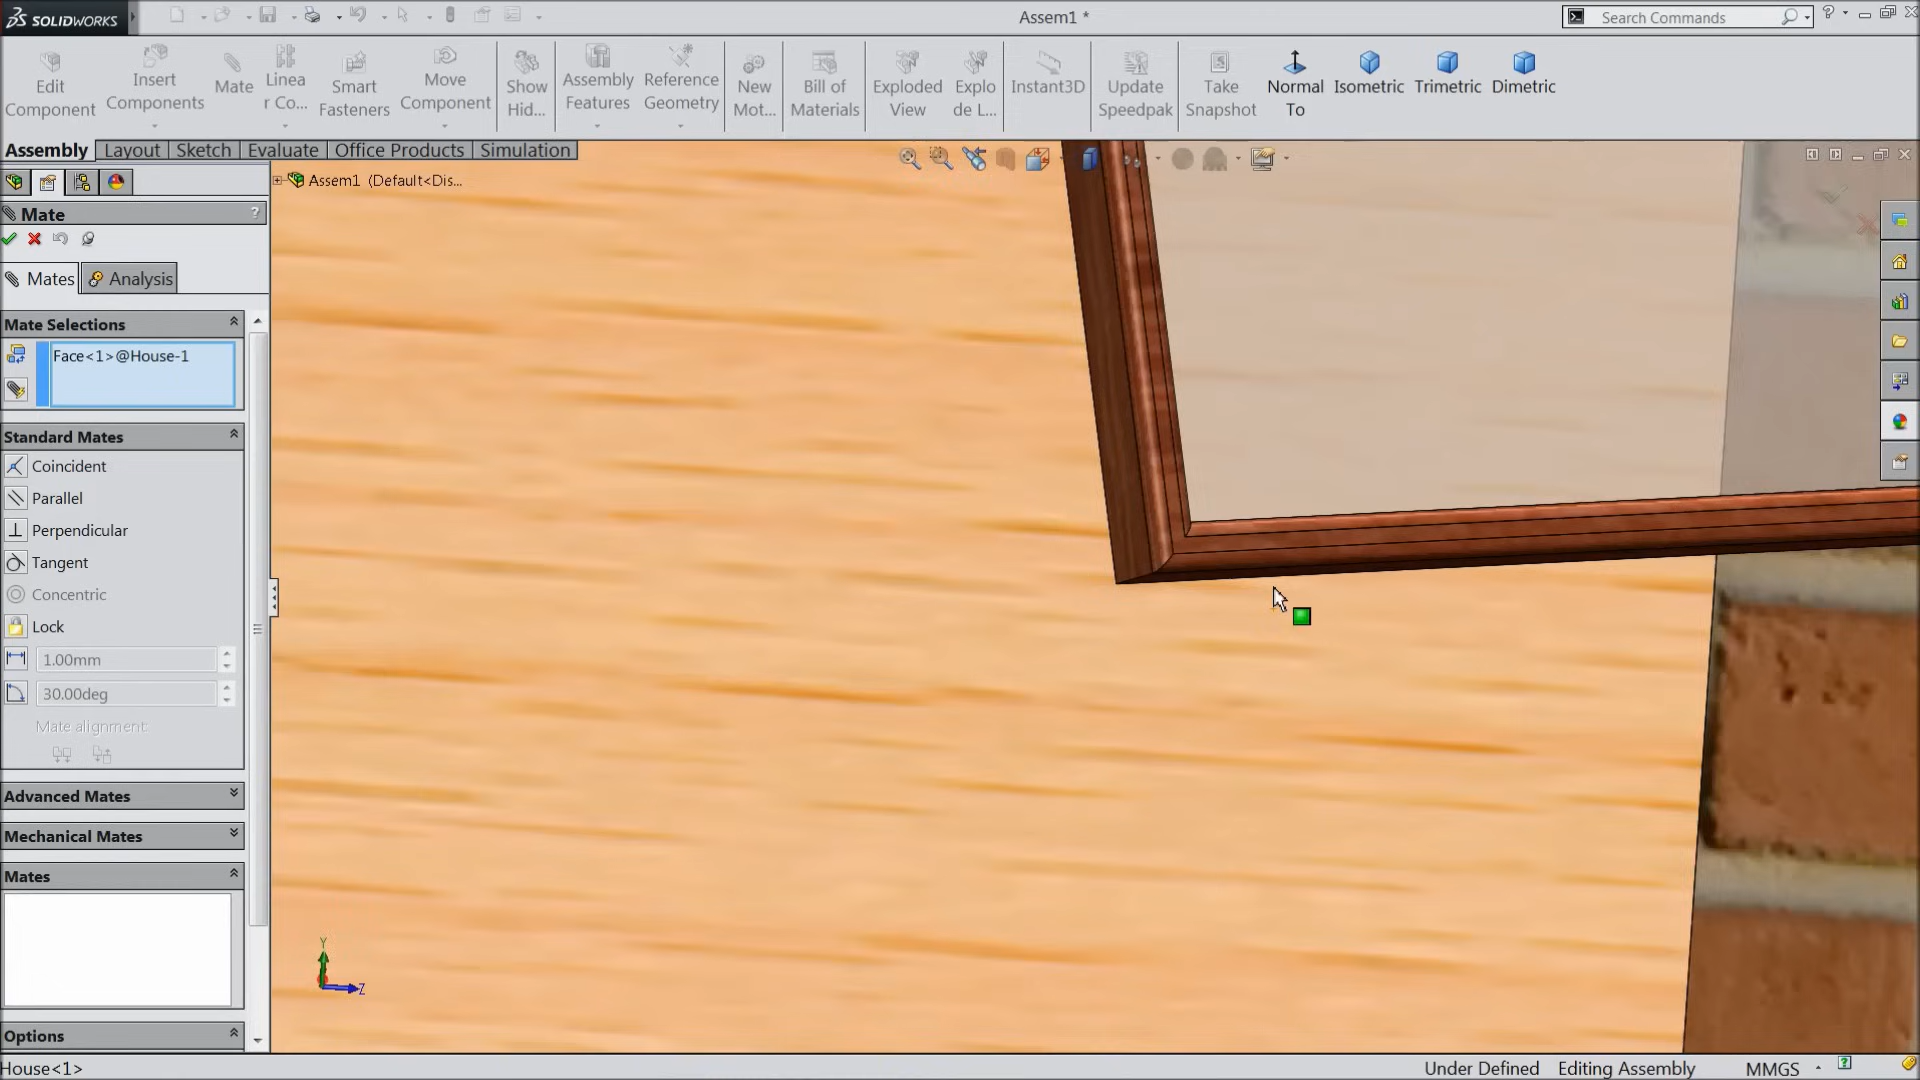 SOLIDWORKS
Assem1 *
Search Commands
Edit Component
Insert Components
Mate
Linea r Co...
Smart Fasteners
Move Component
Show Hid...
Assembly Features
Reference Geometry
New Mot...
Bill of Materials
Exploded View
Explo de L...
Instant3D
Update Speedpak
Take Snapshot
Normal To
Isometric
Trimetric
Dimetric
Assembly Layout Sketch Evaluate Office Products Simulation
Assem1 (Default<Dis...
Mate ?
Mates Analysis
Mate Selections
Face<1>@House-1
Standard Mates
Coincident
Parallel
Perpendicular
Tangent
Concentric
Lock
1.00mm
30.00deg
Mate alignment:
Advanced Mates
Mechanical Mates
Mates
Options
Y
Z
House<1>
Under Defined Editing Assembly MMGS